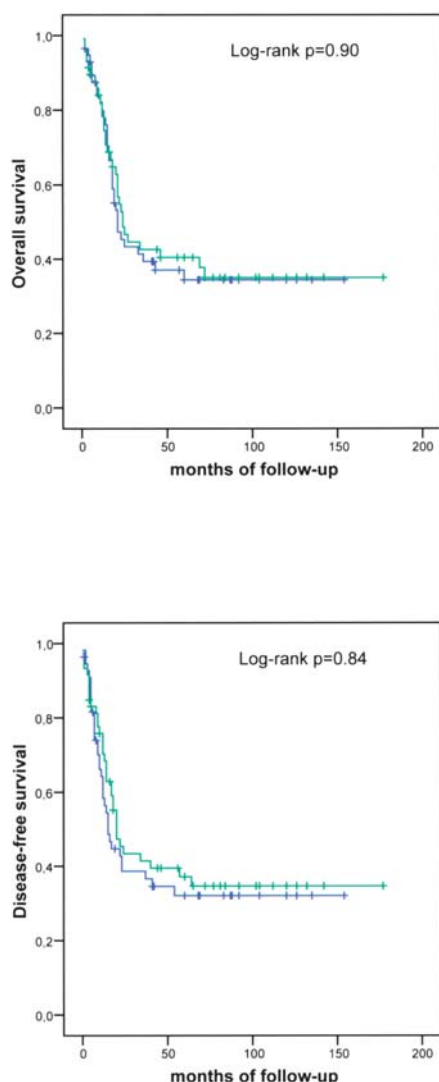 Log-rank p=0.90
1,0
0,8
0,6
0,4
0,2
0,0
Overall survival
0 50 100 150 200
months of follow-up
Log-rank p=0.84
1,0
0,8
0,6
0,4
0,2
0,0
Disease-free survival
0 50 100 150 200
months of follow-up